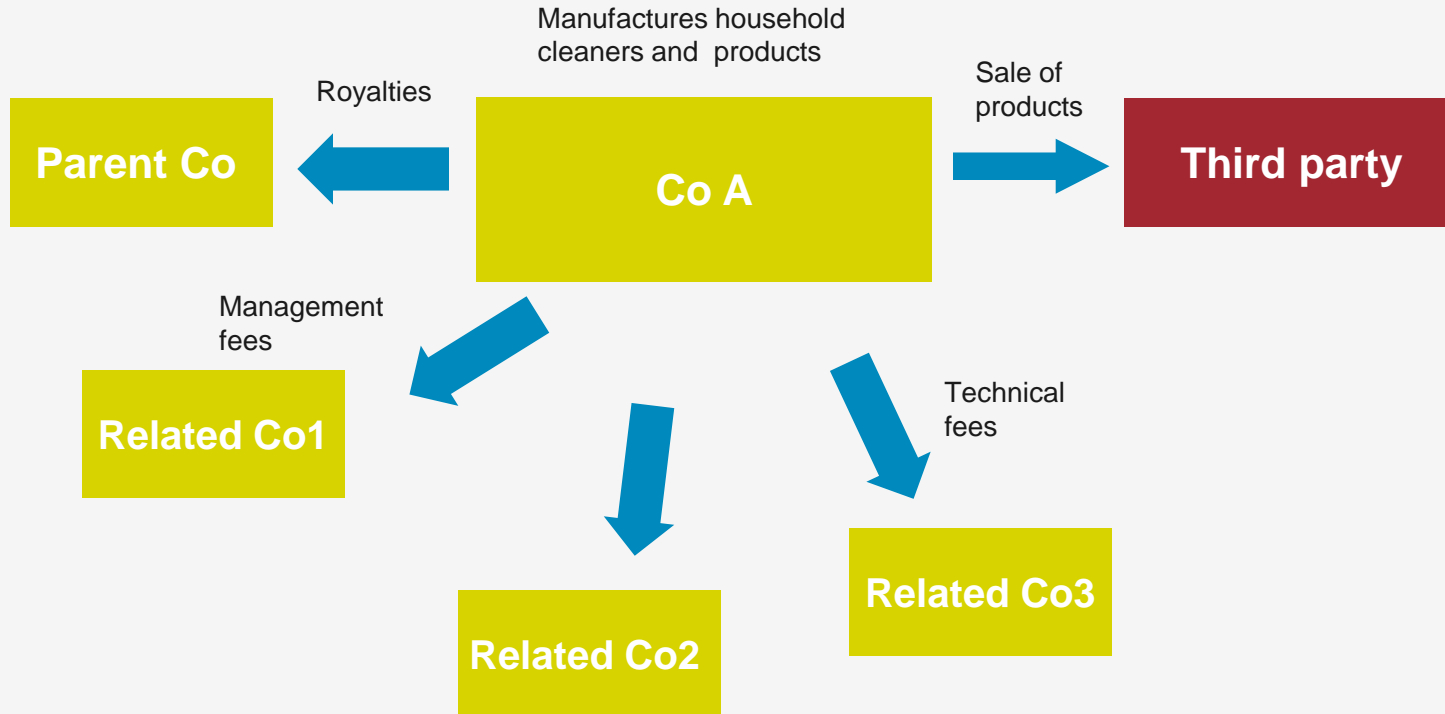 Manufactures household
cleaners and products
Royalties
Sale of
products
Parent Co
Co A
Third party
Management
fees
Related Co1
Technical
fees
Related Co3
Related Co2